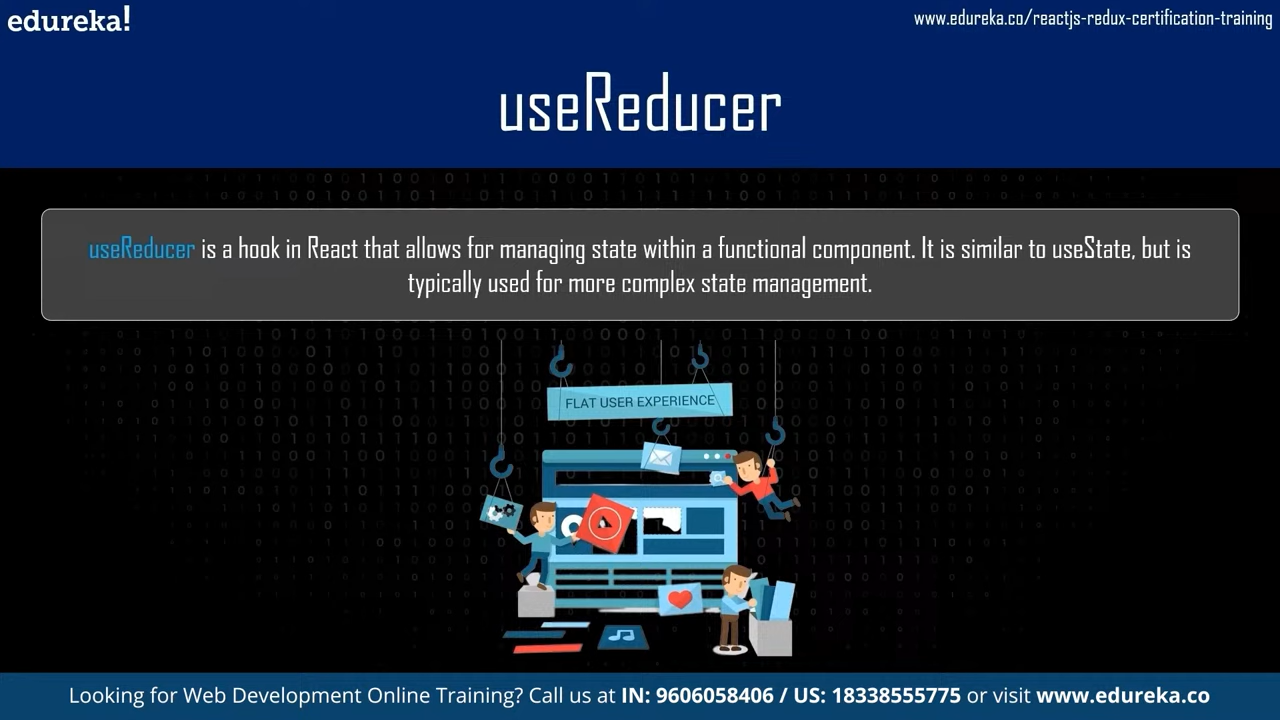 edureka!
www.edureka.co/reactjs-redux-certification-training
useReducer
useReducer is a hook in React that allows for managing state within a functional component. It is similar to useState, but is
typically used for more complex state management.
FLAT USER EXPERIENCE
Looking for Web Development Online Training? Call us at IN: 9606058406 / US: 18338555775 or visit www.edureka.co